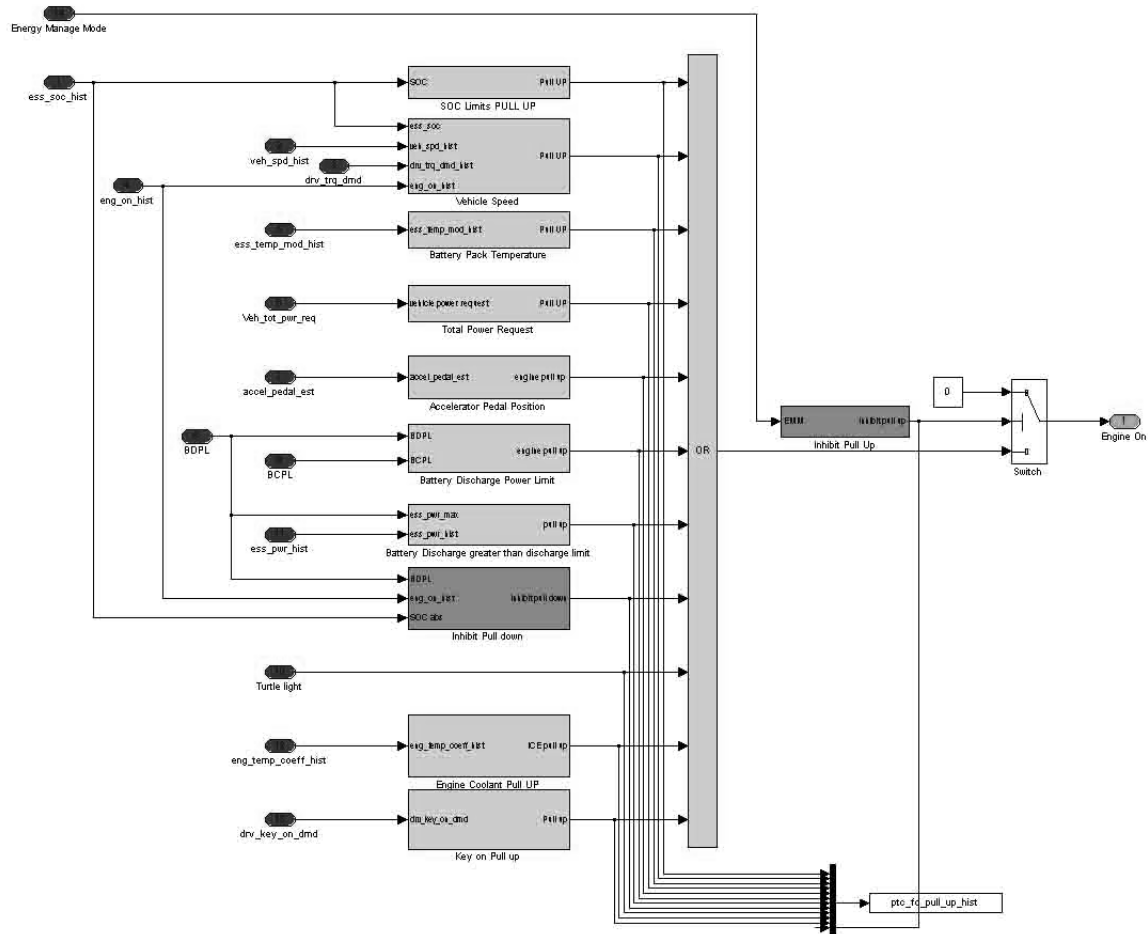 Energy Manage Mode
ess_soc_hist
SOC
Pull UP
SOC Limits PULL UP
ess_soc
veh_spd_hist
drv_trq_dmd_hist
eng_on_hist
Pull UP
Vehicle Speed
veh_spd_hist
drv_trq_dmd
eng_on_hist
ess_temp_mod_hist
ess_temp_mod_hist
Pull UP
Battery Pack Temperature
Veh_tot_pwr_req
vehicle power request
Pull UP
Total Power Request
accel_pedal_est
accel_pedal_est
engine pull up
Accelerator Pedal Position
BDPL
BCPL
BDPL
BCPL
engine pull up
Battery Discharge Power Limit
ess_pwr_hist
ess_pwr_max
ess_pwr_hist
pull up
Battery Discharge greater than discharge limit
BDPL
eng_on_hist
SOC abr
Inhibit pull down
Inhibit Pull down
Turtle light
eng_temp_coeff_hist
eng_temp_coeff_hist
ICE pull up
Engine Coolant Pull UP
drv_key_on_dmd
drv_key_on_dmd
Pull up
Key on Pull up
OR
EMM
Inhibit pull up
Inhibit Pull Up
0
Switch
1
Engine On
ptc_fc_pull_up_hist